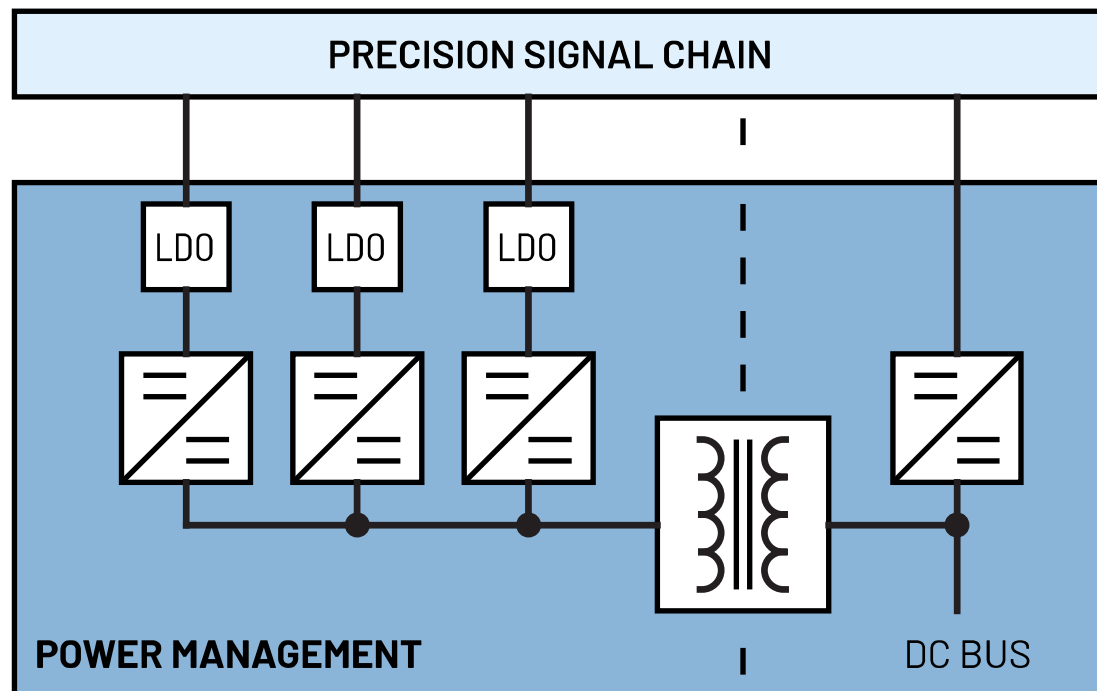 PRECISION SIGNAL CHAIN
LDO
LDO
LDO
POWER MANAGEMENT
DC BUS